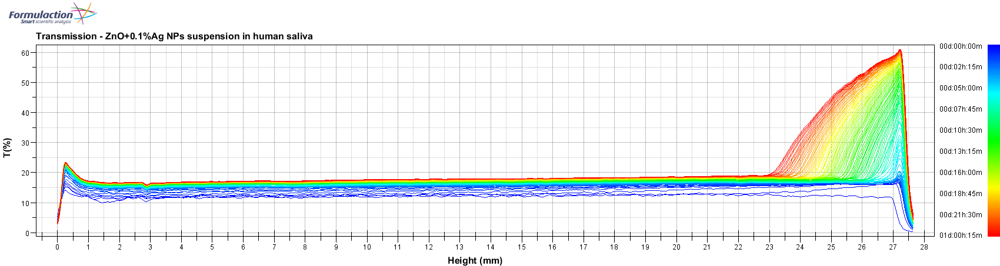 Formulaction
Smart scientific analysis
Transmission - ZnO+0.1%Ag NPs suspension in human saliva
T(%)
60
50
40
30
20
10
0
0 1 2 3 4 5 6 7 8 9 10 11 12 13 14 15 16 17 18 19 20 21 22 23 24 25 26 27 28
Height (mm)
00d:00h:00m
00d:02h:15m
00d:05h:00m
00d:07h:45m
00d:10h:30m
00d:13h:15m
00d:16h:00m
00d:18h:45m
00d:21h:30m
01d:00h:15m